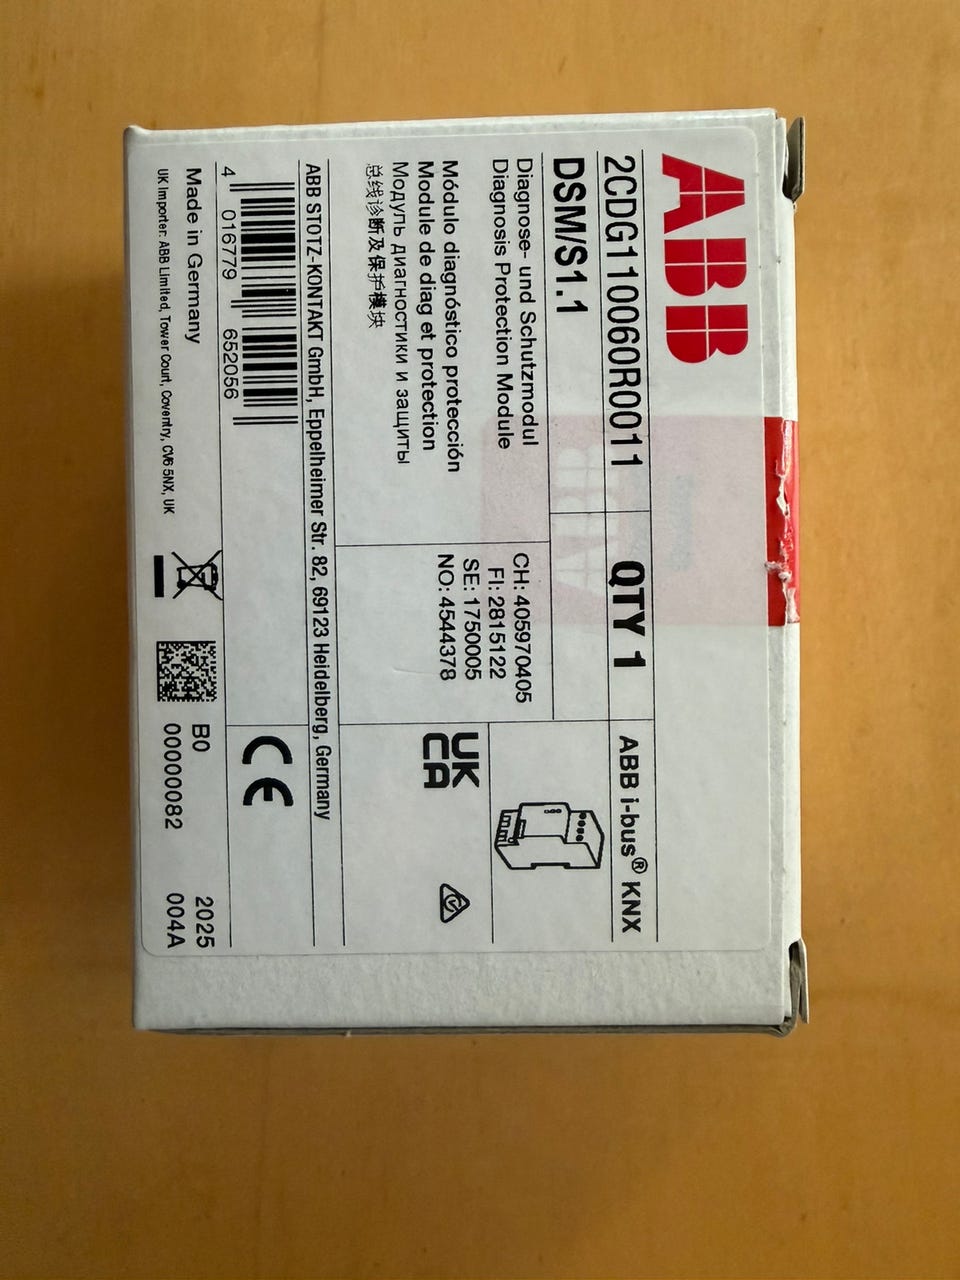 ABB
2CDG110060R0011 QTY 1 ABB i-bus® KNX
DSM/S1.1
Diagnose- und Schutzmodul
Diagnosis Protection Module
Módulo diagnóstico protección
Module de diag et protection
Модуль диагностики и защиты
总线诊断及保护模块
CH: 405970405
FI: 2815122
SE: 1750005
NO: 4544378
UK
CA
ABB STOTZ-KONTAKT GmbH, Eppelheimer Str. 82, 69123 Heidelberg, Germany
4 016779 652056
CE
Made in Germany
UK Importer: ABB Limited, Tower Court, Coventry, CV6 5NX, UK
B0 2025
00000082 004A